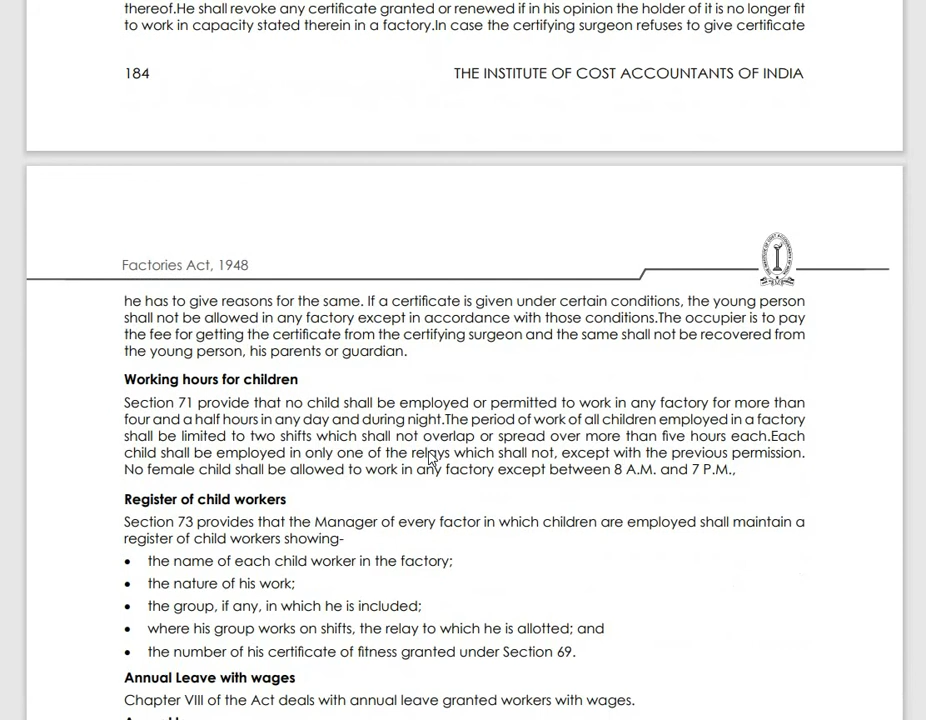 thereof.He shall revoke any certificate granted or renewed if in his opinion the holder of it is no longer fit
to work in capacity stated therein in a factory.In case the certifying surgeon refuses to give certificate
184 THE INSTITUTE OF COST ACCOUNTANTS OF INDIA
Factories Act, 1948
he has to give reasons for the same. If a certificate is given under certain conditions, the young person
shall not be allowed in any factory except in accordance with those conditions.The occupier is to pay
the fee for getting the certificate from the certifying surgeon and the same shall not be recovered from
the young person, his parents or guardian.
Working hours for children
Section 71 provide that no child shall be employed or permitted to work in any factory for more than
four and a half hours in any day and during night.The period of work of all children employed in a factory
shall be limited to two shifts which shall not overlap or spread over more than five hours each.Each
child shall be employed in only one of the relays which shall not, except with the previous permission.
No female child shall be allowed to work in any factory except between 8 A.M. and 7 P.M.,
Register of child workers
Section 73 provides that the Manager of every factor in which children are employed shall maintain a
register of child workers showing-
• the name of each child worker in the factory;
• the nature of his work;
• the group, if any, in which he is included;
• where his group works on shifts, the relay to which he is allotted; and
• the number of his certificate of fitness granted under Section 69.
Annual Leave with wages
Chapter VIII of the Act deals with annual leave granted workers with wages.